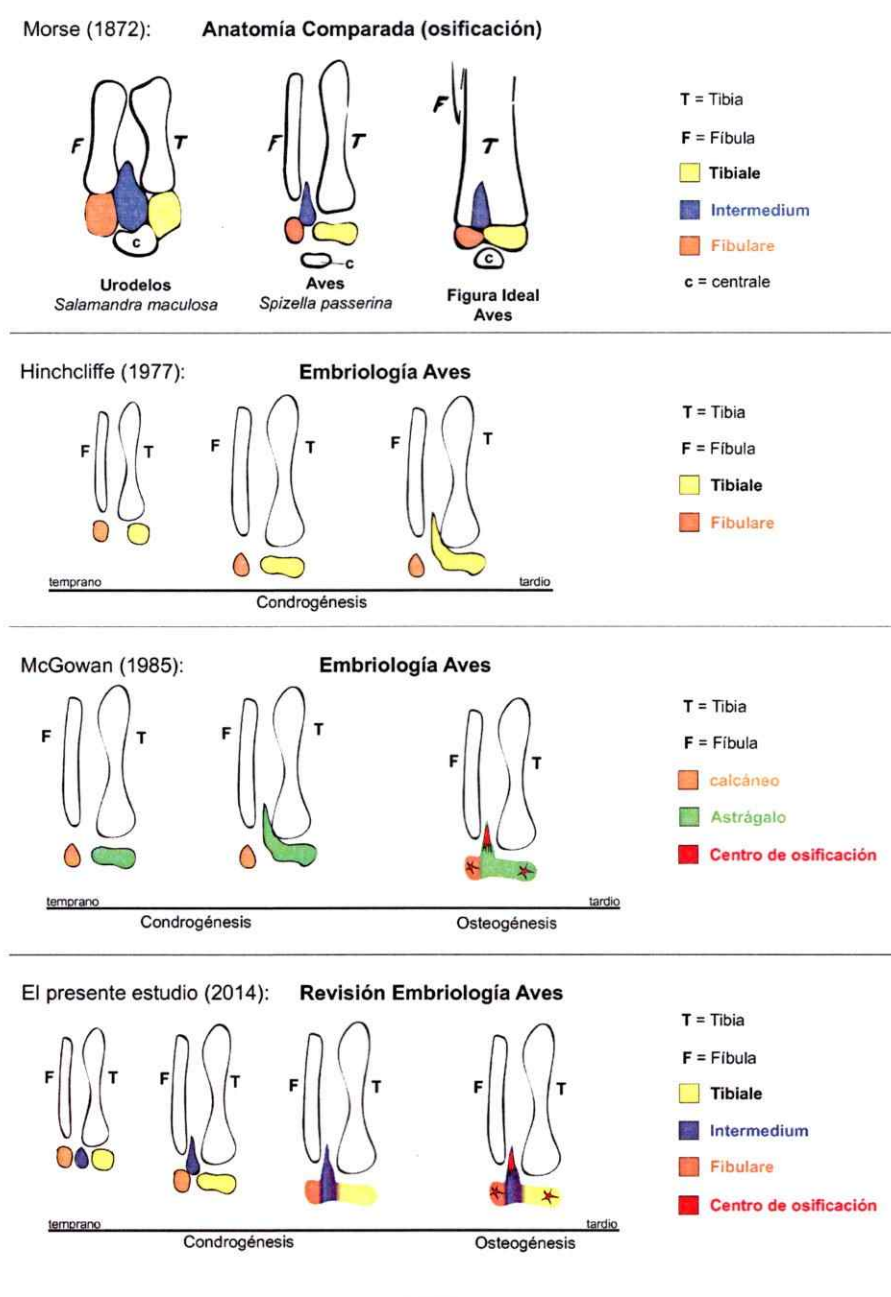 Morse (1872): Anatomía Comparada (osificación)
F T
F T
F T
c
c
c
Urodelos
Salamandra maculosa
Aves
Spizella passerina
Figura Ideal
Aves
T = Tibia
F = Fíbula
Tibiale
Intermedium
Fibulare
c = centrale
Hinchcliffe (1977): Embriología Aves
F T
F T
F T
temprano tardio
Condrogénesis
T = Tibia
F = Fíbula
Tibiale
Fibulare
McGowan (1985): Embriología Aves
F T
F T
F T
temprano tardio
Condrogénesis Osteogénesis
T = Tibia
F = Fíbula
calcáneo
Astrágalo
Centro de osificación
El presente estudio (2014): Revisión Embriología Aves
F T
F T
F T
F T
temprano tardio
Condrogénesis Osteogénesis
T = Tibia
F = Fíbula
Tibiale
Intermedium
Fibulare
Centro de osificación